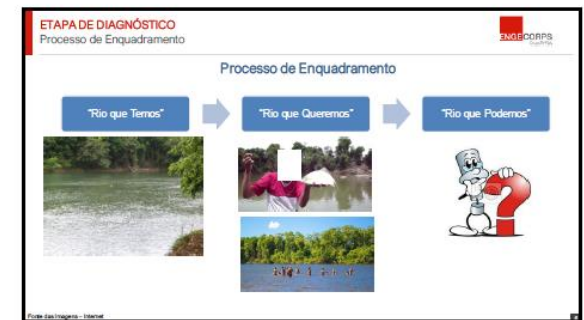 ETAPA DE DIAGNÓSTICO
Processo de Enquadramento
ENGECORPS
Processo de Enquadramento
"Rio que Temos"
"Rio que Queremos"
"Rio que Podemos"
Fonte das Imagens – Internet